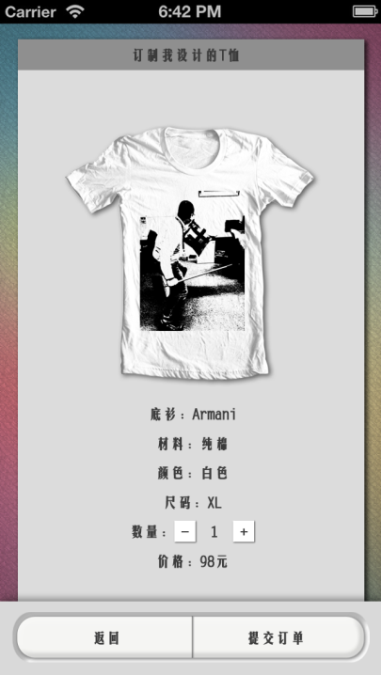 Carrier 6:42 PM
订制我设计的T恤
底衫：Armani
材料：纯棉
颜色：白色
尺码：XL
数量：－ 1 ＋
价格：98元
返回 提交订单